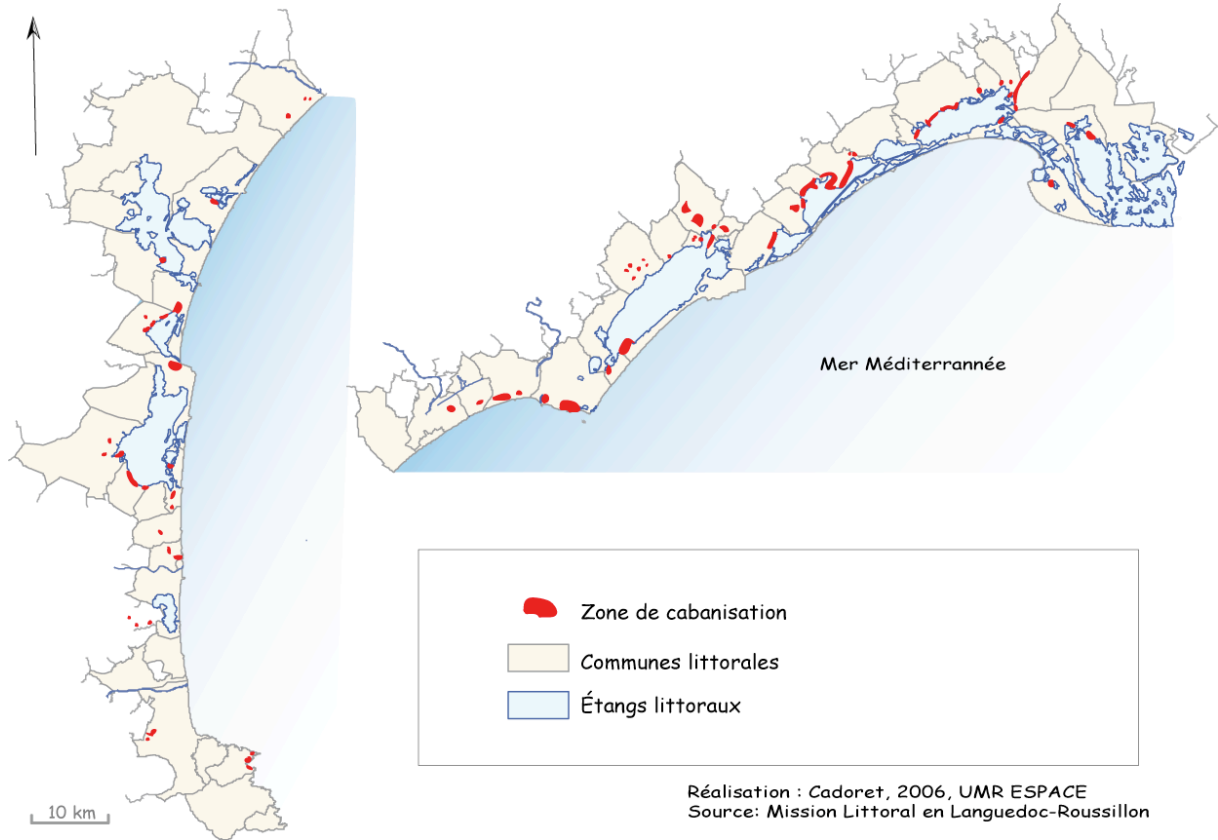 Mer Méditerrannée
Zone de cabanisation
Communes littorales
Étangs littoraux
10 km
Réalisation : Cadoret, 2006, UMR ESPACE
Source: Mission Littoral en Languedoc-Roussillon